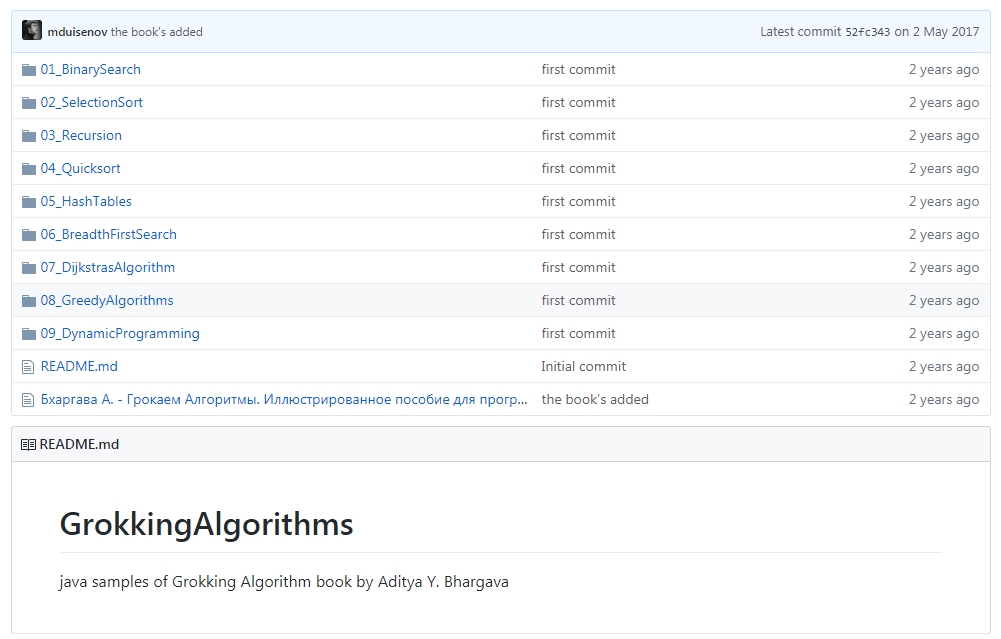 mduisenov the book's added Latest commit 52fc343 on 2 May 2017
01_BinarySearch first commit 2 years ago
02_SelectionSort first commit 2 years ago
03_Recursion first commit 2 years ago
04_Quicksort first commit 2 years ago
05_HashTables first commit 2 years ago
06_BreadthFirstSearch first commit 2 years ago
07_DijkstrasAlgorithm first commit 2 years ago
08_GreedyAlgorithms first commit 2 years ago
09_DynamicProgramming first commit 2 years ago
README.md Initial commit 2 years ago
Бхаргава А. - Грокаем Алгоритмы. Иллюстрированное пособие для прогр... the book's added 2 years ago
README.md
GrokkingAlgorithms
java samples of Grokking Algorithm book by Aditya Y. Bhargava